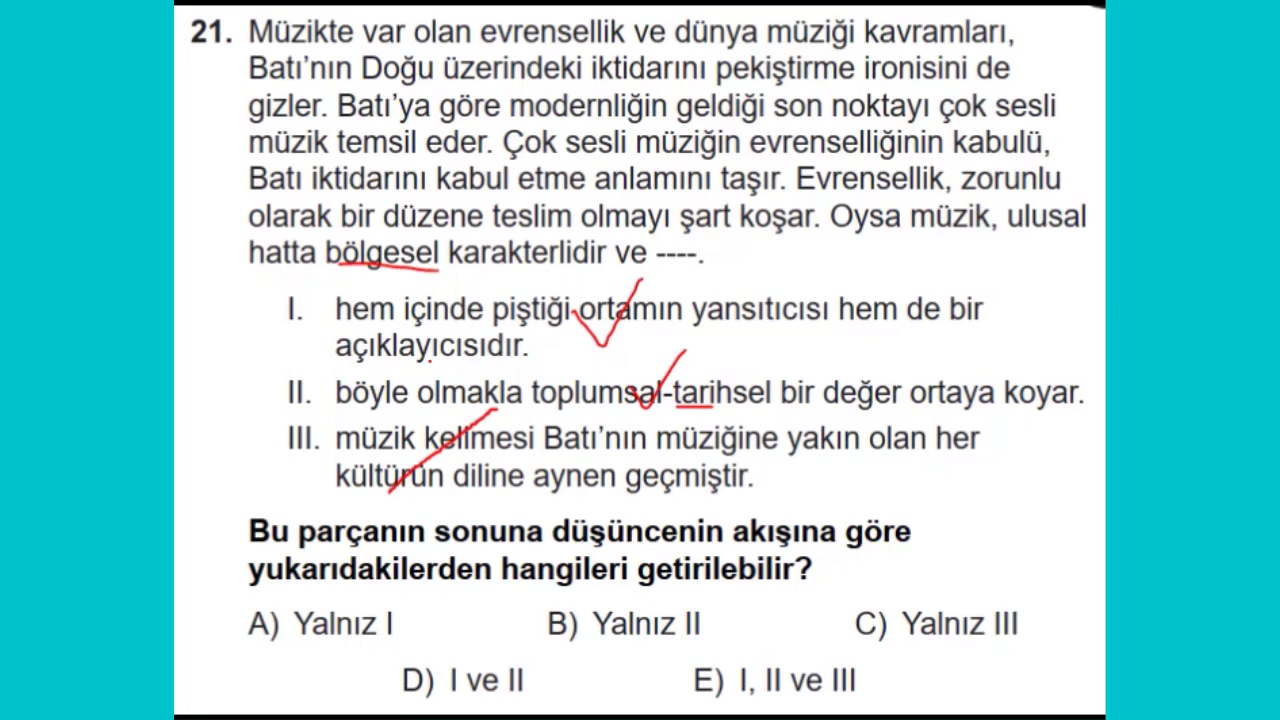 21. Müzikte var olan evrensellik ve dünya müziği kavramları,
Batı'nın Doğu üzerindeki iktidarını pekiştirme ironisini de
gizler. Batı'ya göre modernliğin geldiği son noktayı çok sesli
müzik temsil eder. Çok sesli müziğin evrenselliğinin kabulü,
Batı iktidarını kabul etme anlamını taşır. Evrensellik, zorunlu
olarak bir düzene teslim olmayı şart koşar. Oysa müzik, ulusal
hatta bölgesel karakterlidir ve ----.
I. hem içinde piştiği ortamın yansıtıcısı hem de bir
açıklayıcısıdır.
II. böyle olmakla toplumsal-tarihsel bir değer ortaya koyar.
III. müzik kelimesi Batı'nın müziğine yakın olan her
kültürün diline aynen geçmiştir.
Bu parçanın sonuna düşüncenin akışına göre
yukarıdakilerden hangileri getirilebilir?
A) Yalnız I B) Yalnız II C) Yalnız III
D) I ve II E) I, II ve III